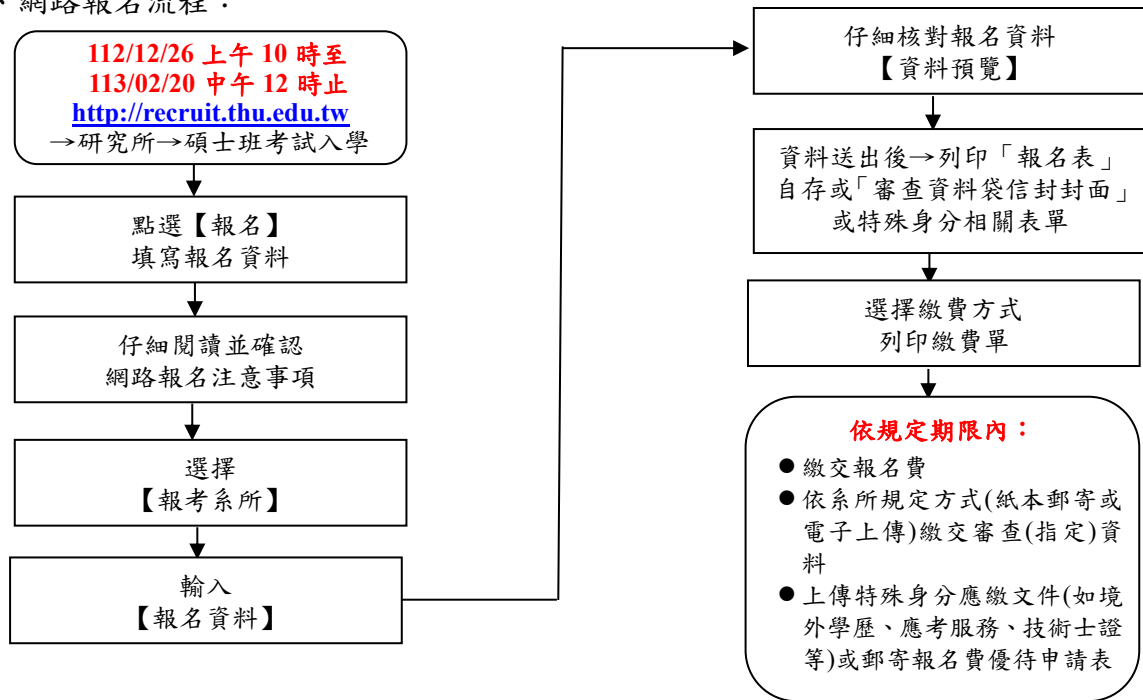 網路報名流程：
112/12/26 上午 10 時至
113/02/20 中午 12 時止
http://recruit.thu.edu.tw
→研究所→碩士班考試入學
點選【報名】
填寫報名資料
仔細閱讀並確認
網路報名注意事項
選擇
【報考系所】
輸入
【報名資料】
仔細核對報名資料
【資料預覽】
資料送出後→列印「報名表」
自存或「審查資料袋信封封面」
或特殊身分相關表單
選擇繳費方式
列印繳費單
依規定期限內：
●繳交報名費
●依系所規定方式(紙本郵寄或
電子上傳)繳交審查(指定)資
料
●上傳特殊身分應繳文件(如境
外學歷、應考服務、技術士證
等)或郵寄報名費優待申請表